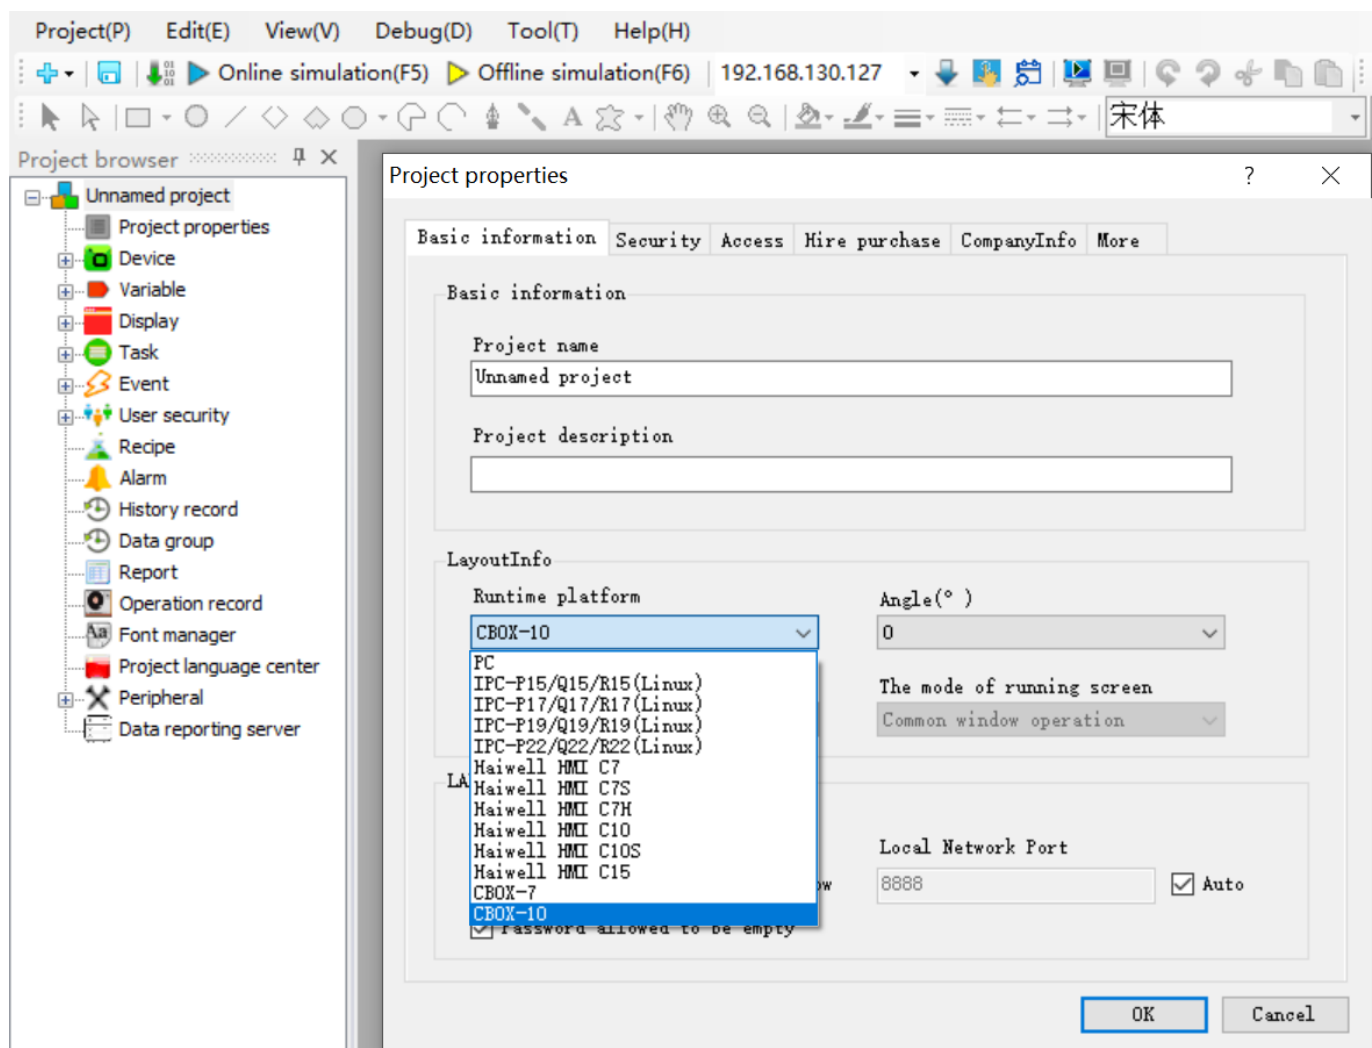 Project(P) Edit(E) View(V) Debug(D) Tool(T) Help(H)
Online simulation(F5) Offline simulation(F6) 192.168.130.127
A 宋体
Project browser
Unnamed project
Project properties
Device
Variable
Display
Task
Event
User security
Recipe
Alarm
History record
Data group
Report
Operation record
Font manager
Project language center
Peripheral
Data reporting server
Project properties ?
Basic information Security Access Hire purchase CompanyInfo More
Basic information
Project name
Unnamed project
Project description
LayoutInfo
Runtime platform Angle(° )
CBOX-10 0
PC
IPC-P15/Q15/R15(Linux)
IPC-P17/Q17/R17(Linux)
IPC-P19/Q19/R19(Linux)
IPC-P22/Q22/R22(Linux)
Haiwell HMI C7
Haiwell HMI C7S
Haiwell HMI C7H
Haiwell HMI C10
Haiwell HMI C10S
Haiwell HMI C15
CBOX-7
CBOX-10
The mode of running screen
Common window operation
Local Network Port
8888 Auto
Password allowed to be empty
OK Cancel